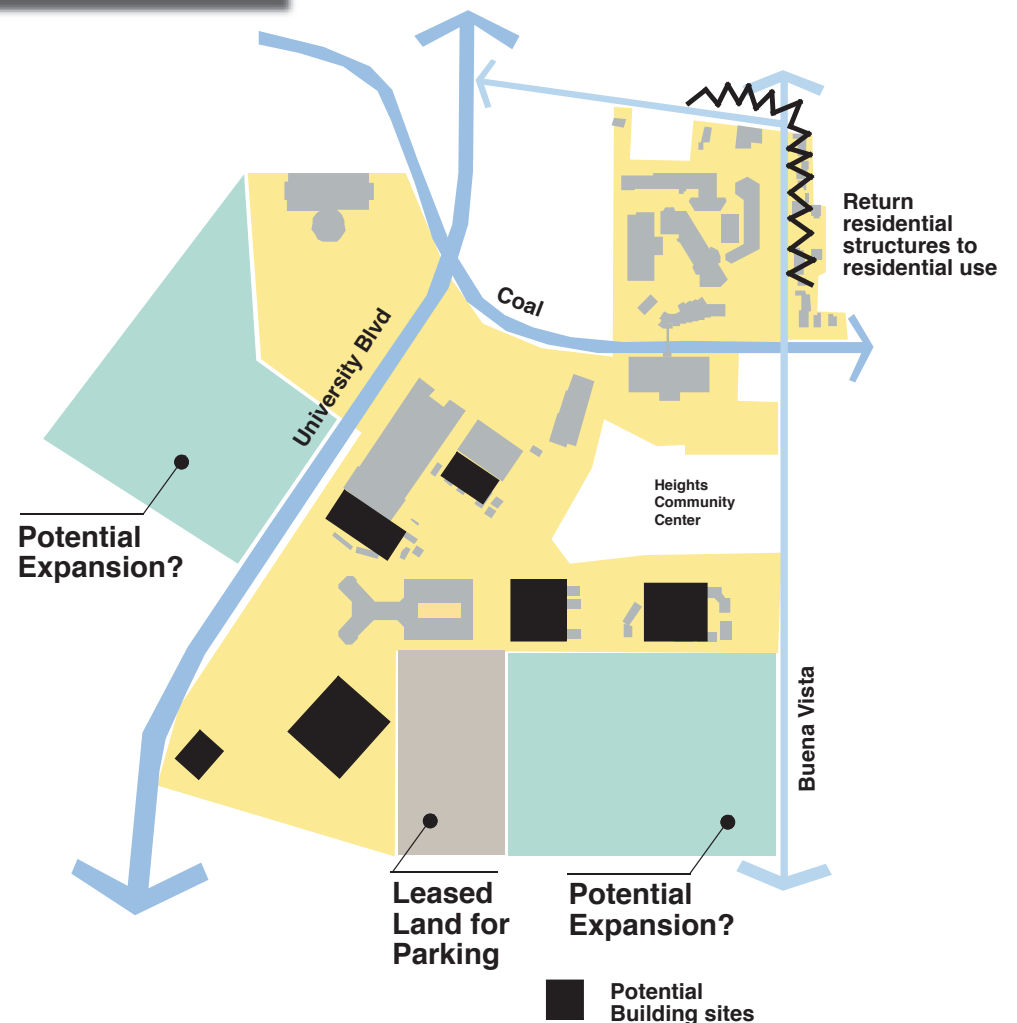 Return
residential
structures to
residential use
Coal
University Blvd
Heights
Community
Center
Potential
Expansion?
Buena Vista
Leased
Land for
Parking
Potential
Expansion?
Potential
Building sites